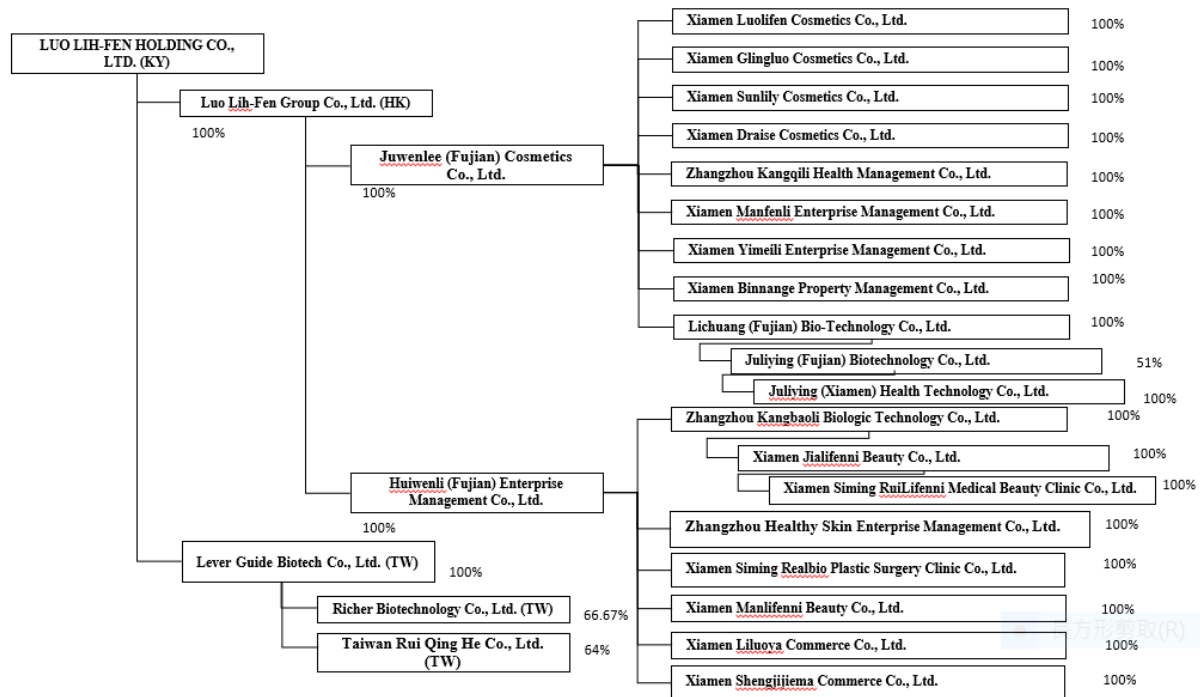 LUO LIH-FEN HOLDING CO.,
LTD. (KY)
Luo Lih-Fen Group Co., Ltd. (HK)
100%
Juwenlee (Fujian) Cosmetics
Co., Ltd.
100%
Xiamen Luolifen Cosmetics Co., Ltd.
100%
Xiamen Glingluo Cosmetics Co., Ltd.
100%
Xiamen Sunlily Cosmetics Co., Ltd.
100%
Xiamen Draise Cosmetics Co., Ltd.
100%
Zhangzhou Kangqili Health Management Co., Ltd.
100%
Xiamen Manfenli Enterprise Management Co., Ltd.
100%
Xiamen Yimeili Enterprise Management Co., Ltd.
100%
Xiamen Binnange Property Management Co., Ltd.
100%
Lichuang (Fujian) Bio-Technology Co., Ltd.
100%
Juliying (Fujian) Biotechnology Co., Ltd.
51%
Juliying (Xiamen) Health Technology Co., Ltd.
100%
Huiwenli (Fujian) Enterprise
Management Co., Ltd.
100%
Zhangzhou Kangbaoli Biologic Technology Co., Ltd.
100%
Xiamen Jialifenni Beauty Co., Ltd.
100%
Xiamen Siming RuiLifenni Medical Beauty Clinic Co., Ltd.
100%
Zhangzhou Healthy Skin Enterprise Management Co., Ltd.
100%
Xiamen Siming Realbio Plastic Surgery Clinic Co., Ltd.
100%
Xiamen Manlifenni Beauty Co., Ltd.
100%
Xiamen Liluoya Commerce Co., Ltd.
100%
Xiamen Shengjijiema Commerce Co., Ltd.
100%
Lever Guide Biotech Co., Ltd. (TW)
100%
Richer Biotechnology Co., Ltd. (TW)
66.67%
Taiwan Rui Qing He Co., Ltd.
(TW)
64%
長方形剪取(R)